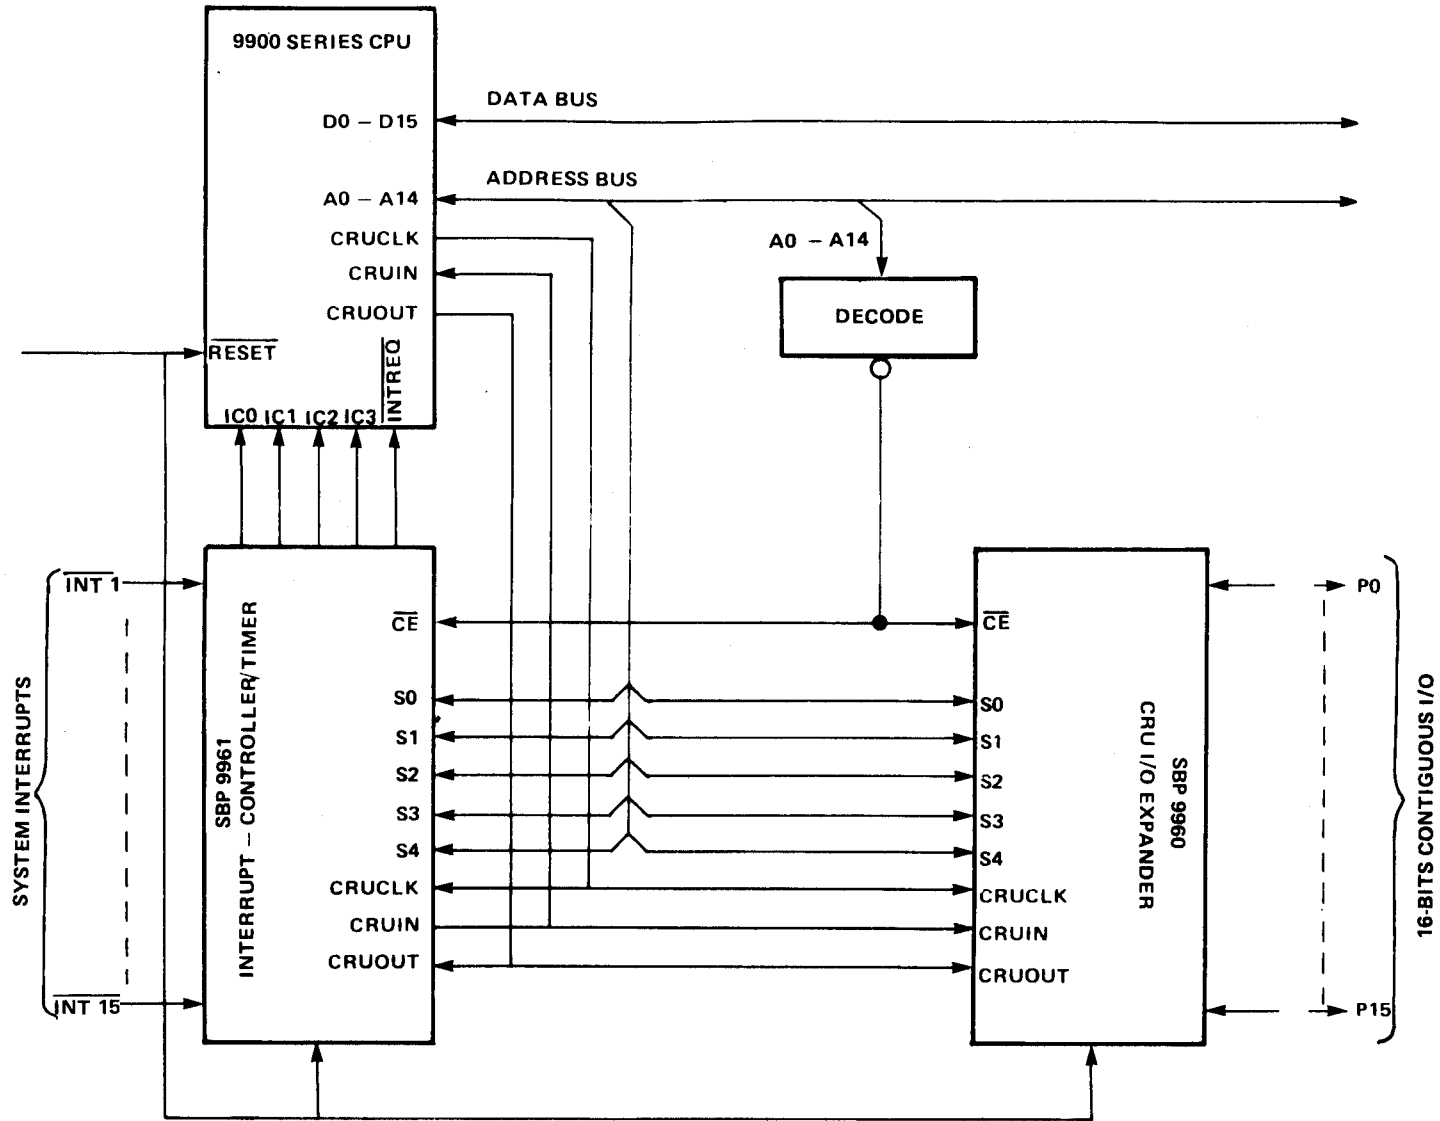 9900 SERIES CPU
DATA BUS
D0 – D15
ADDRESS BUS
A0 – A14
CRUCLK
A0 – A14
CRUIN
CRUOUT
DECODE
RESET
INTREQ
IC0 IC1 IC2 IC3
INT 1
P0
CE
CE
S0
S0
S1
S1
S2
S2
S3
S3
S4
S4
CRUCLK
CRUCLK
CRUIN
CRUIN
CRUOUT
CRUOUT
INT 15
P15
SYSTEM INTERRUPTS
SBP 9961
INTERRUPT – CONTROLLER/TIMER
SBP 9960
CRU I/O EXPANDER
16-BITS CONTIGUOUS I/O